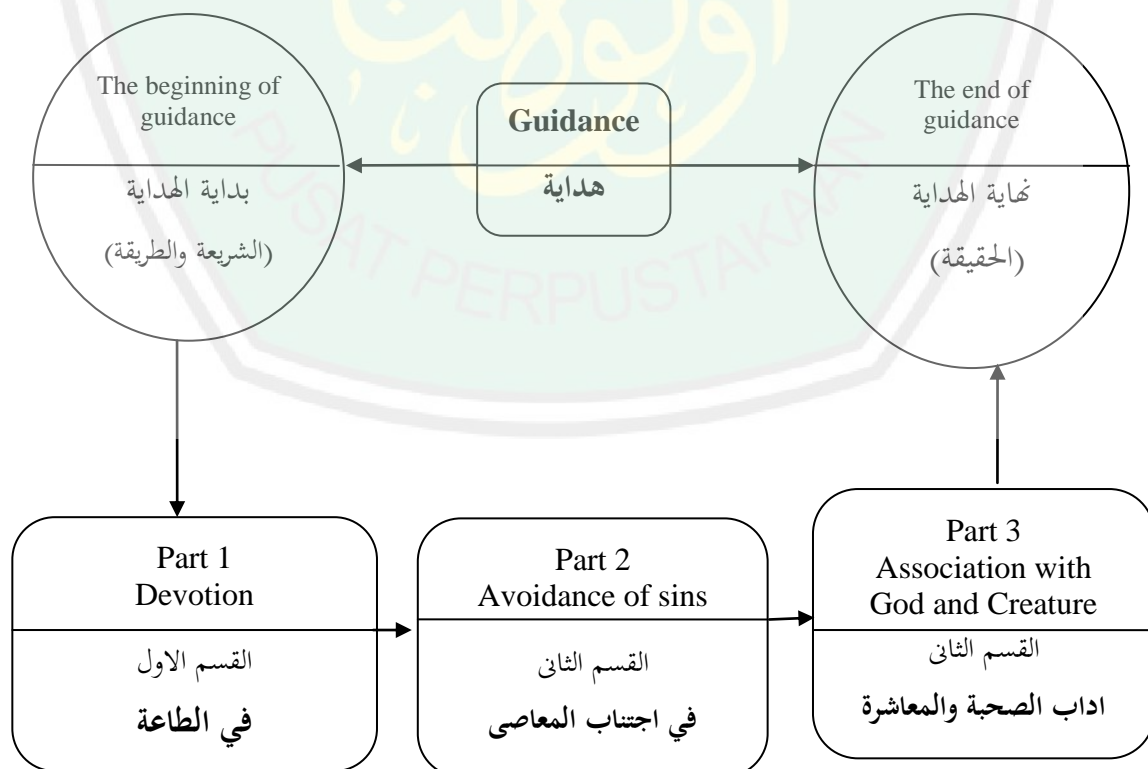 The beginning of
guidance
بداية الهداية
(الشريعة والطريقة)
Guidance
هداية
The end of
guidance
نهاية الهداية
(الحقيقة)
PUSAT PERPUSTAKAAN
Part 1
Devotion
القسم الاول
في الطاعة
Part 2
Avoidance of sins
القسم الثانى
في اجتناب المعاصى
Part 3
Association with
God and Creature
القسم الثانى
اداب الصحبة والمعاشرة